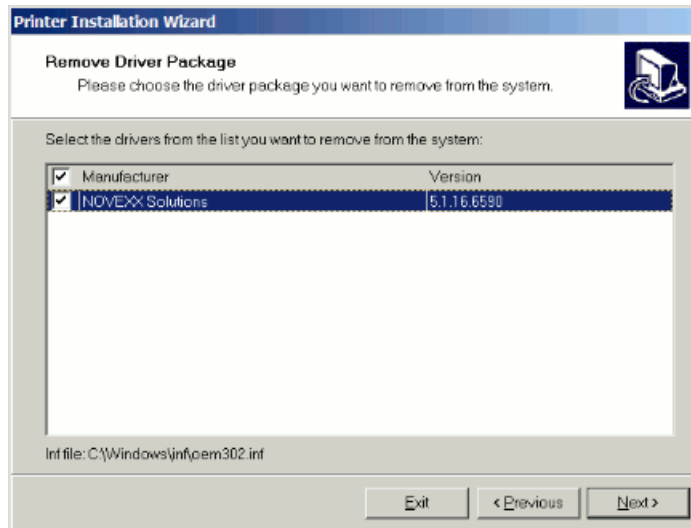 Printer Installation Wizard
Remove Driver Package
Please choose the driver package you want to remove from the system.
Select the drivers from the list you want to remove from the system:
Manufacturer Version
NOVEXX Solutions 5.1.16.6590
Inf file: C:\Windows\inf\oem302.inf
Exit < Previous Next >